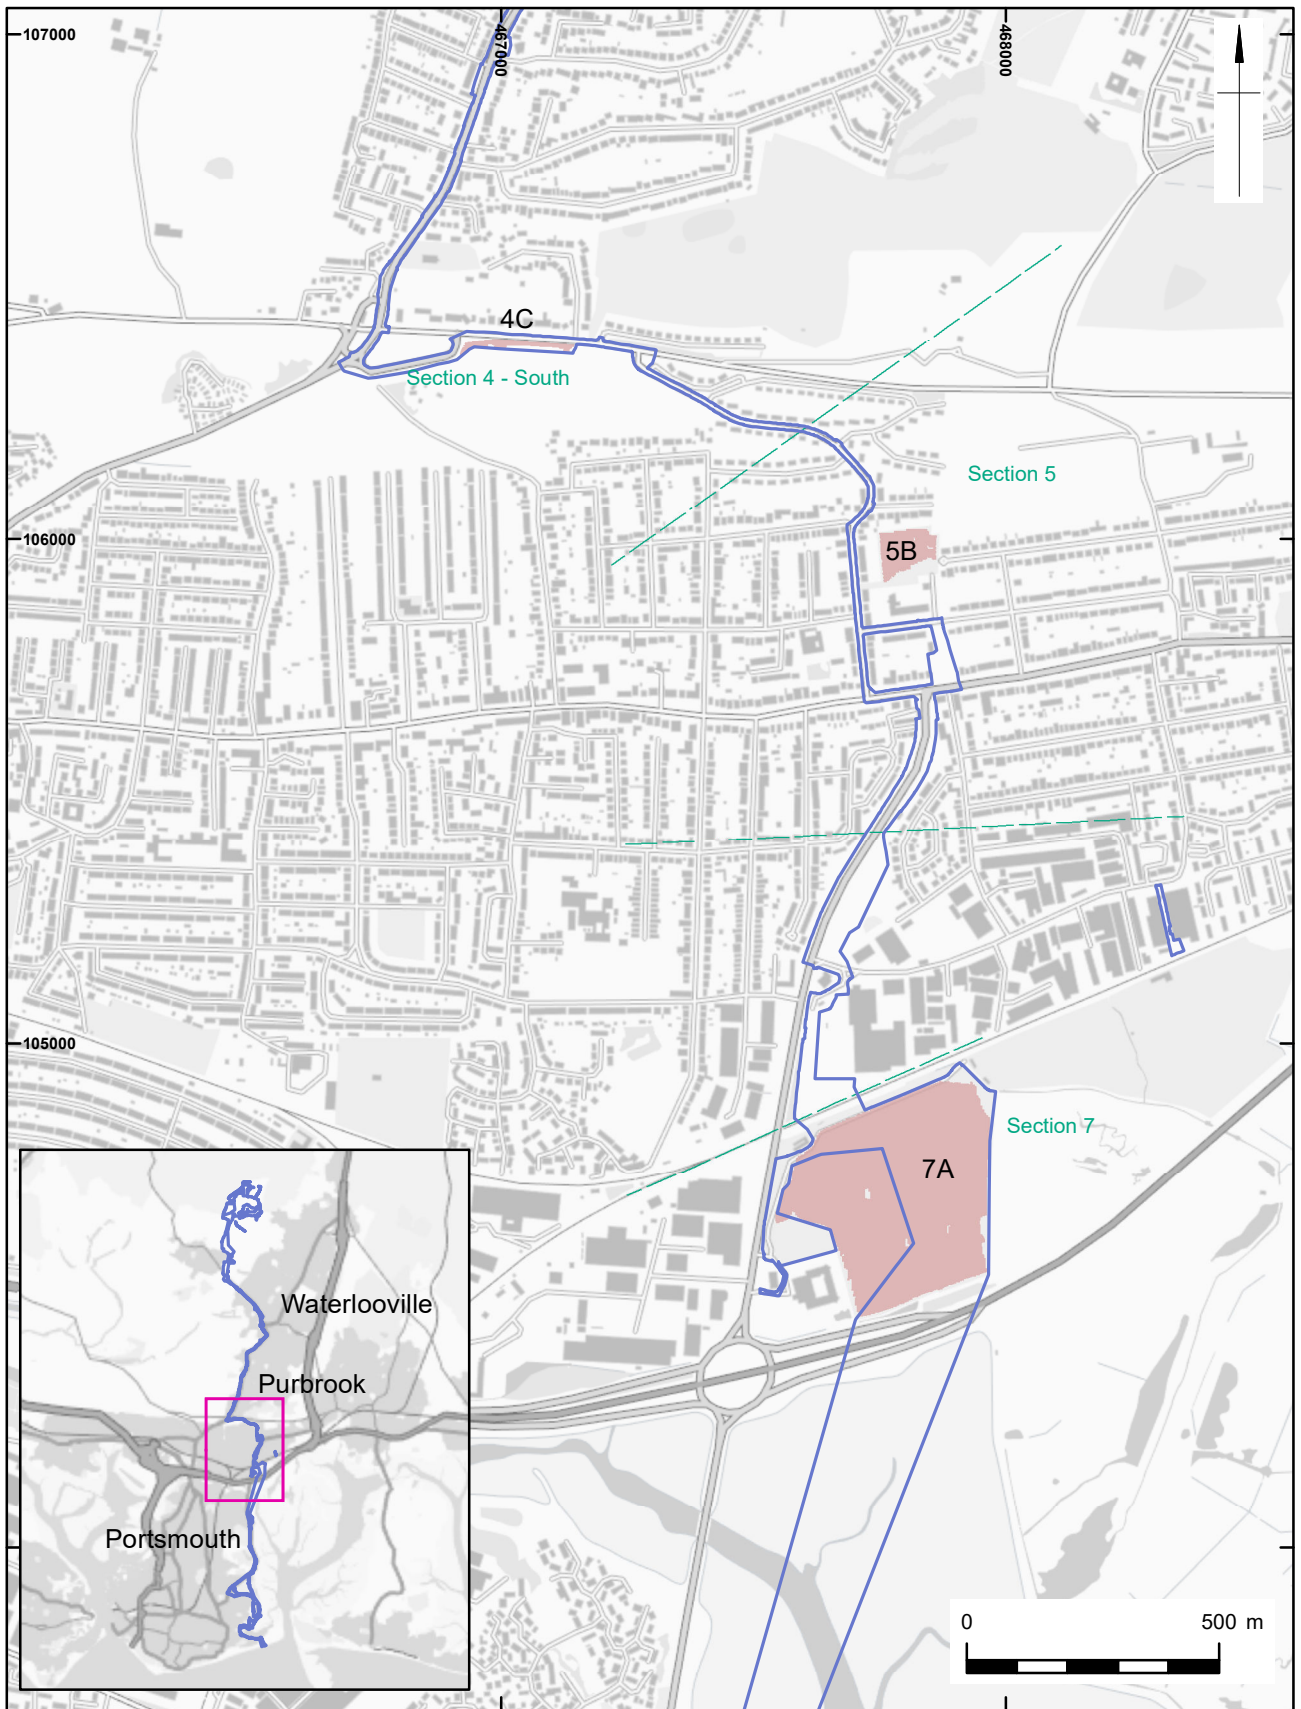 107000
467000
468000
4C
Section 4 - South
Section 5
106000
5B
105000
Section 7
7A
Waterlooville
Purbrook
Portsmouth
0 500 m